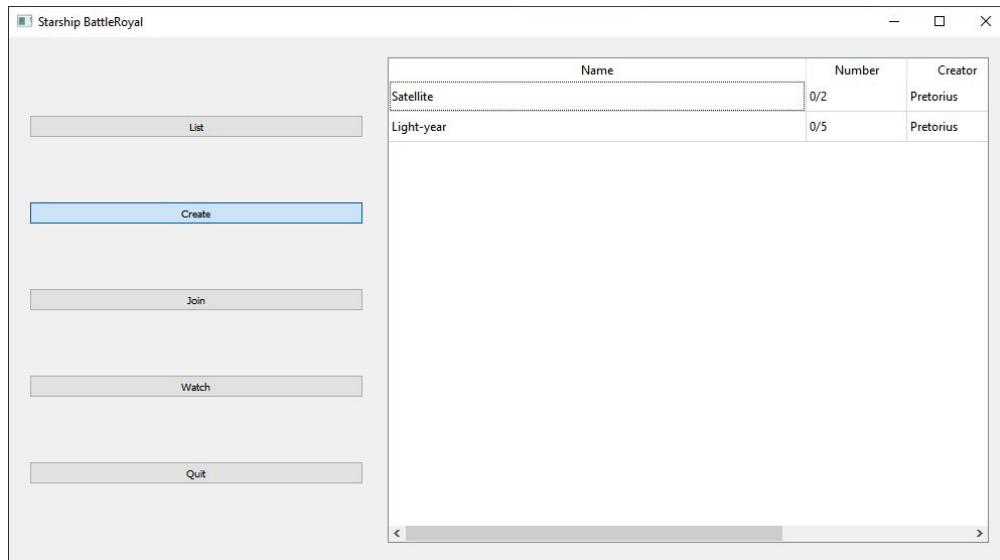 Starship BattleRoyal
List
Create
Join
Watch
Quit
Name Number Creator
Satellite 0/2 Pretorius
Light-year 0/5 Pretorius